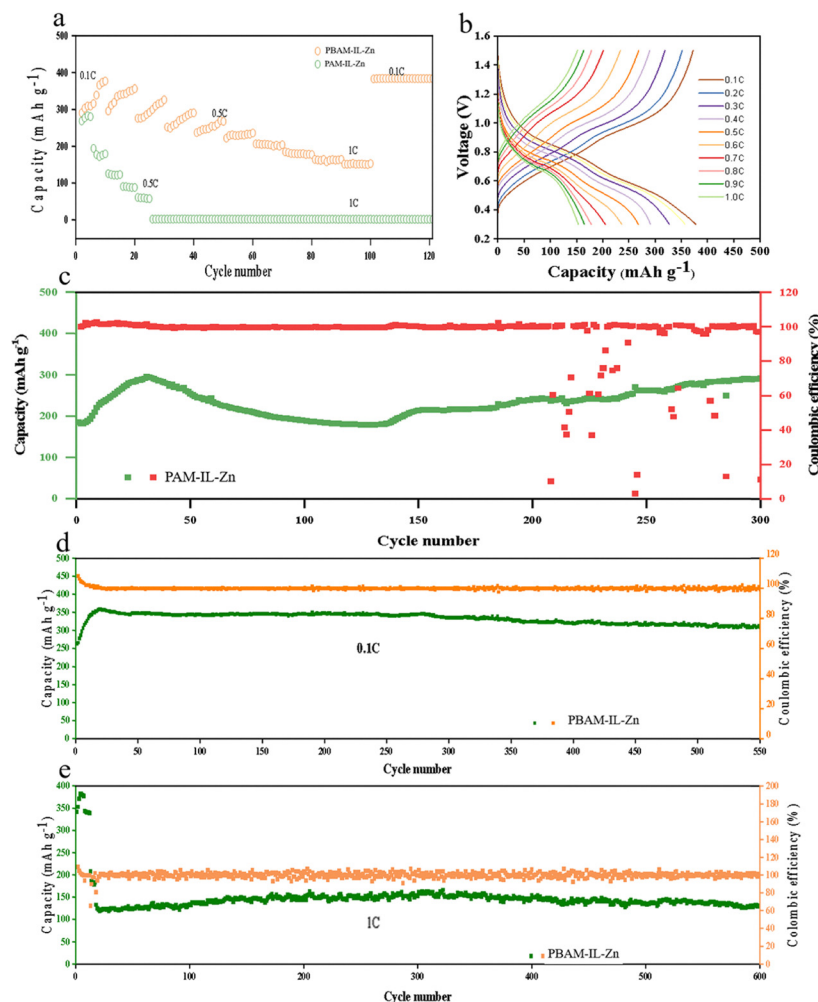 a
Capacity (mAh g-1)
500
400
300
200
100
0
0.1C
0.5C
0.5C
1C
1C
0.1C
PBAM-IL-Zn
PAM-IL-Zn
0 20 40 60 80 100 120
Cycle number
b
Voltage (V)
1.6
1.4
1.2
1.0
0.8
0.6
0.4
0.2
0.1C
0.2C
0.3C
0.4C
0.5C
0.6C
0.7C
0.8C
0.9C
1.0C
0 50 100 150 200 250 300 350 400 450 500
Capacity (mAh g-1)
c
Capacity (mAh g-1)
500
400
300
200
100
0
PAM-IL-Zn
120
100
80
60
40
20
0
Coulombic efficiency (%)
0 50 100 150 200 250 300
Cycle number
d
Capacity (mAh g-1)
500
450
400
350
300
250
200
150
100
50
0
0.1C
PBAM-IL-Zn
120
100
80
60
40
20
0
Coulombic efficiency (%)
0 50 100 150 200 250 300 350 400 450 500 550
Cycle number
e
Capacity (mAh g-1)
400
350
300
250
200
150
100
50
0
1C
PBAM-IL-Zn
200
180
160
140
120
100
80
60
40
20
0
Colombic efficiency (%)
0 100 200 300 400 500 600
Cycle number